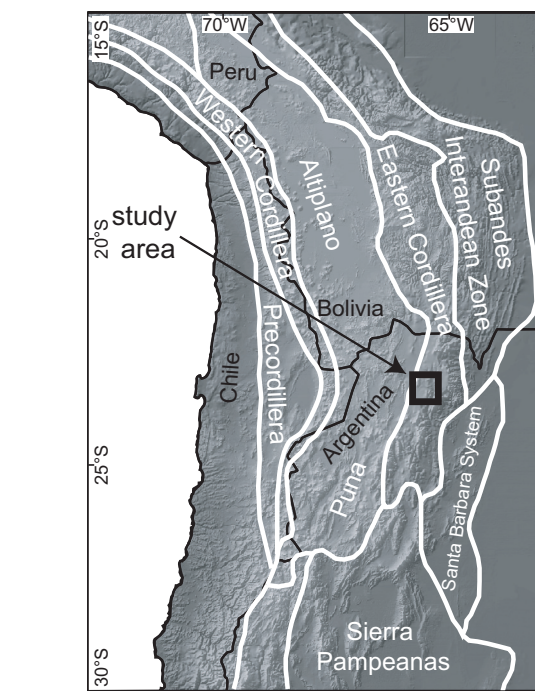 70°W
65°W
15°S
Peru
Western Cordillera
Altiplano
Eastern Cordillera
Interandean Zone
Subandes
study
area
20°S
Bolivia
Precordillera
Chile
Argentina
Puna
25°S
Santa Barbara System
Sierra
Pampeanas
30°S